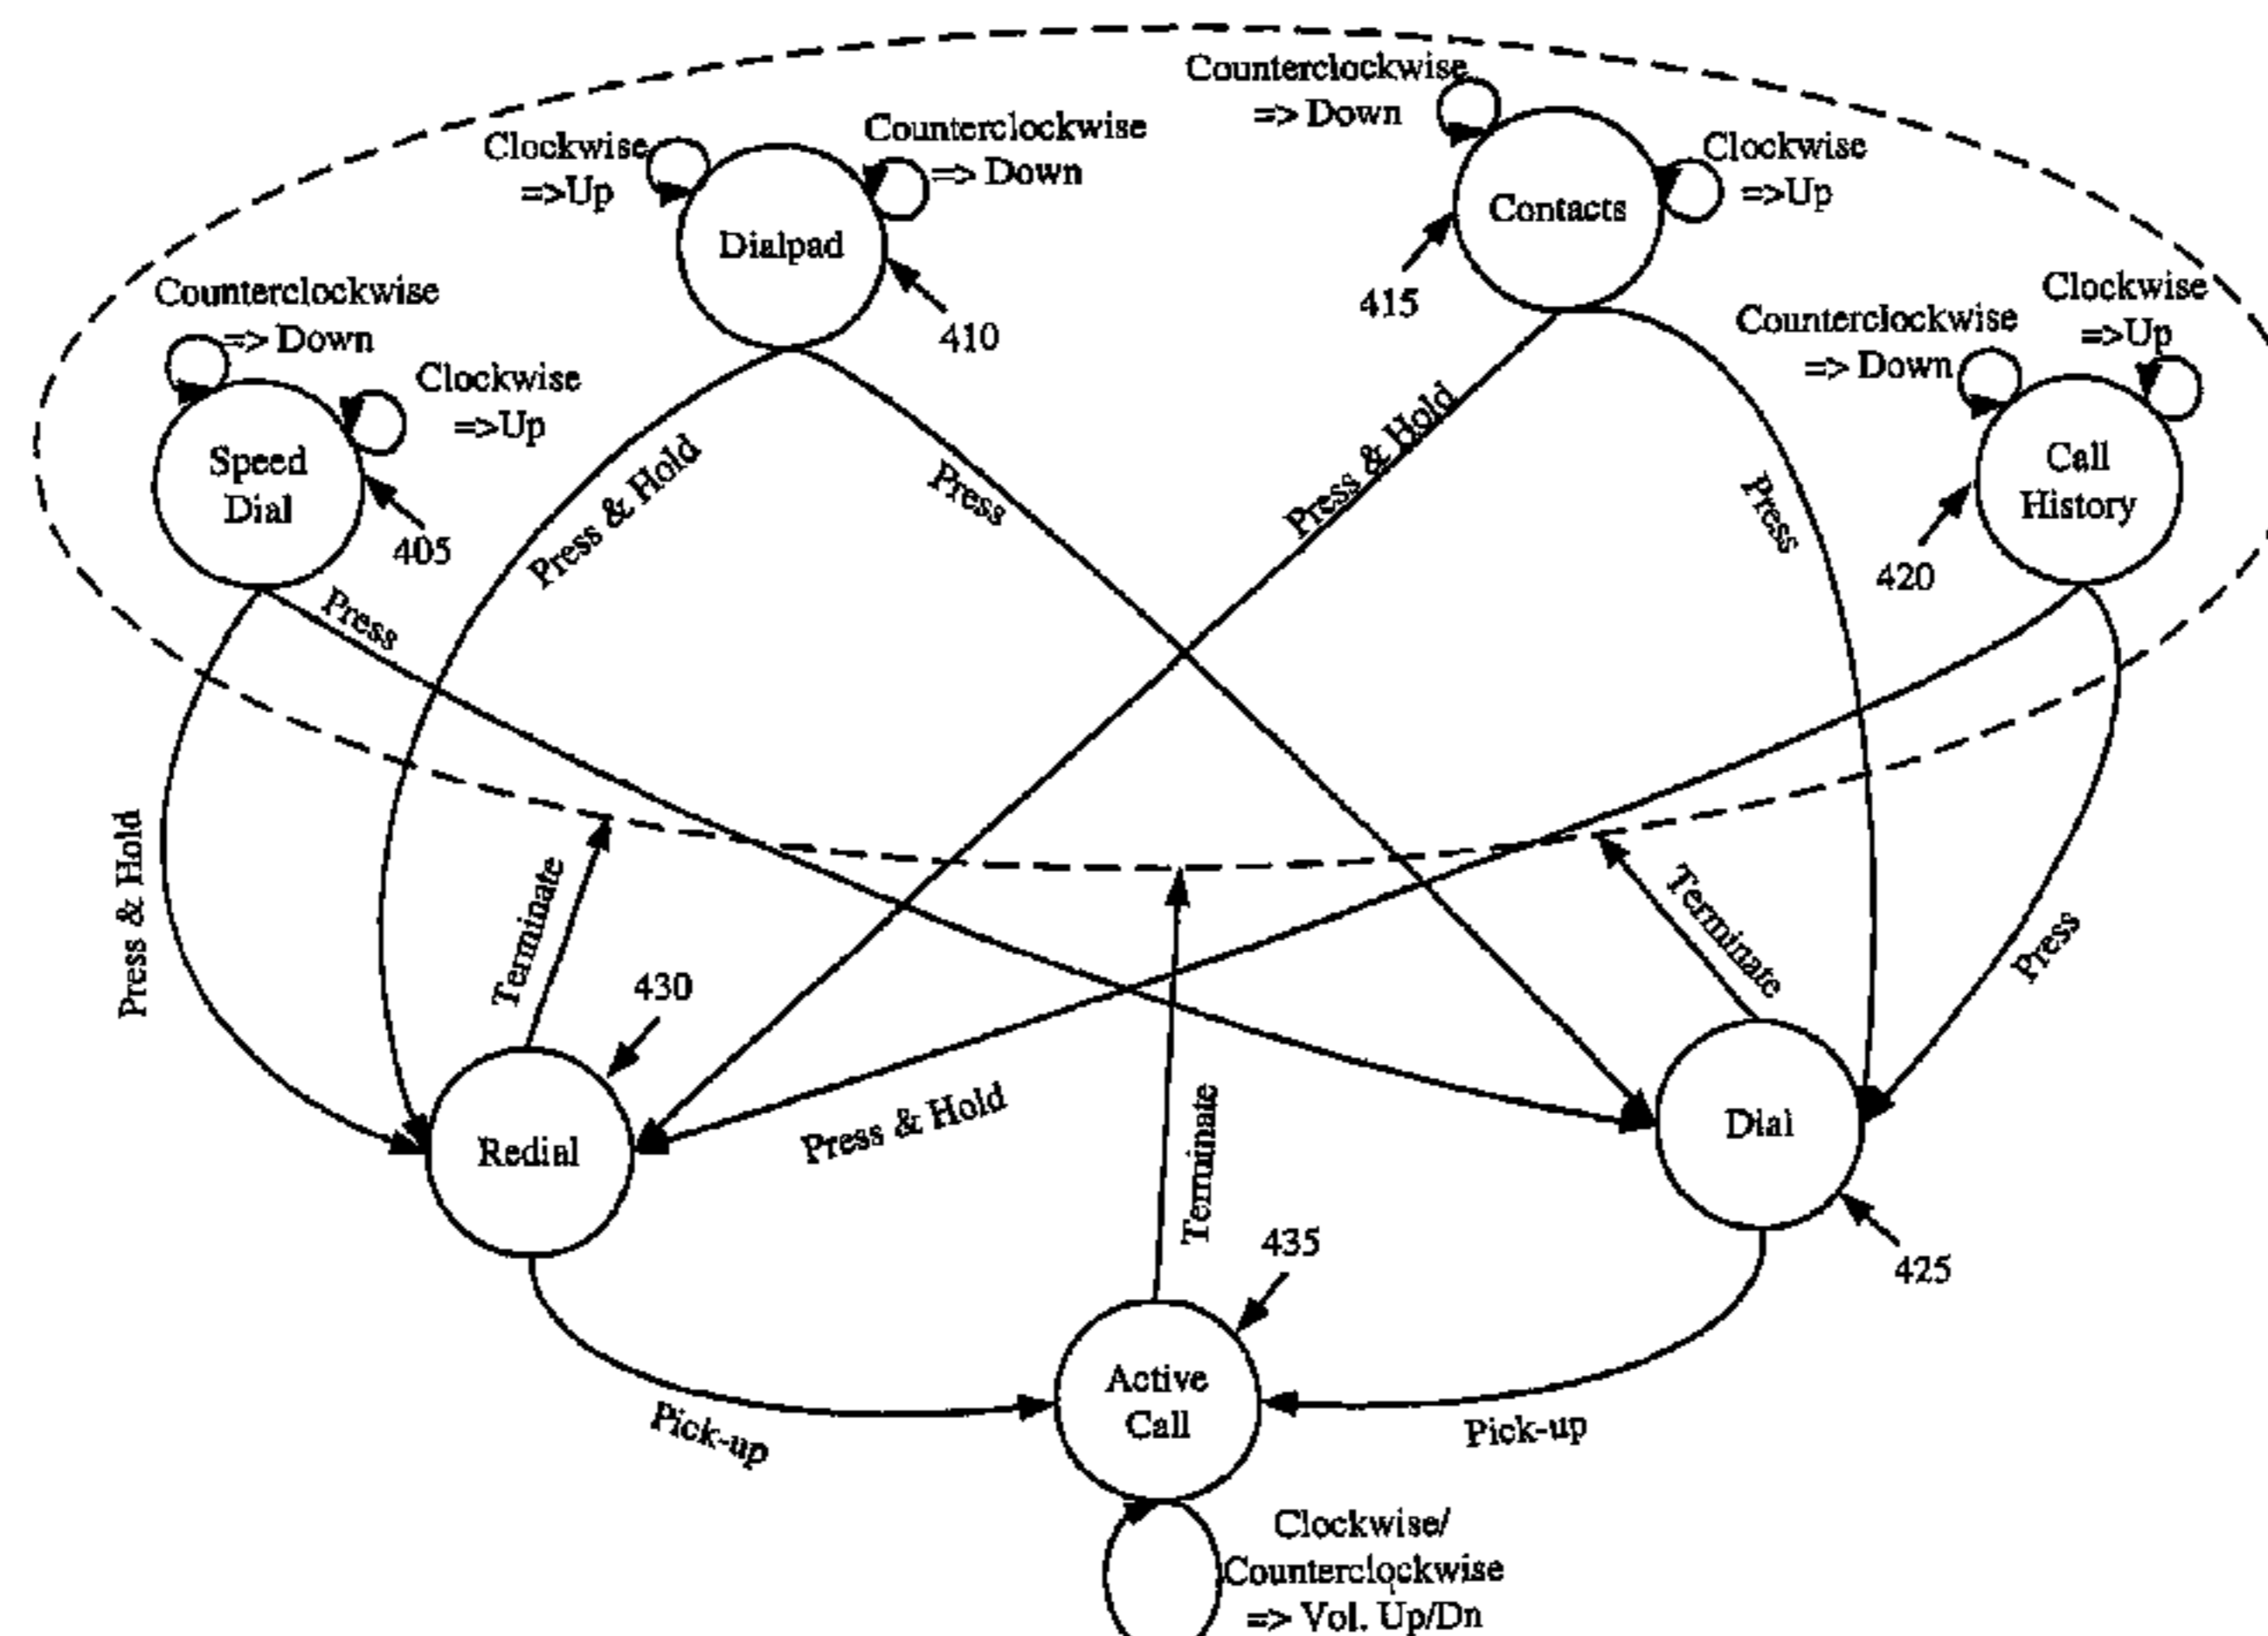 Counterclockwise
=> Down
Clockwise
=>Up
Contacts
415
Clockwise
=>Up
Counterclockwise
=> Down
Dialpad
410
Counterclockwise
=> Down
Clockwise
=>Up
Speed
Dial
405
Counterclockwise
=> Down
Clockwise
=>Up
Call
History
420
Press & Hold
Press
Press & Hold
Press
Press
Press & Hold
Terminate
430
Redial
Press & Hold
Terminate
Terminate
Press
Dial
425
435
Active
Call
Pick-up
Pick-up
Clockwise/
Counterclockwise
=> Vol. Up/Dn